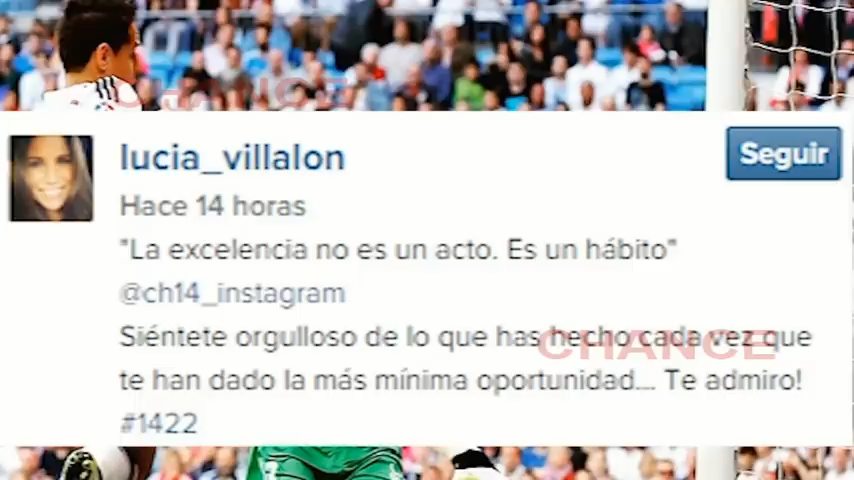 CHANCE
lucia_villalon
Seguir
Hace 14 horas
"La excelencia no es un acto. Es un hábito"
@ch14_instagram
Siéntete orgulloso de lo que has hecho cada vez que
CHANCE
te han dado la más mínima oportunidad... Te admiro!
#1422